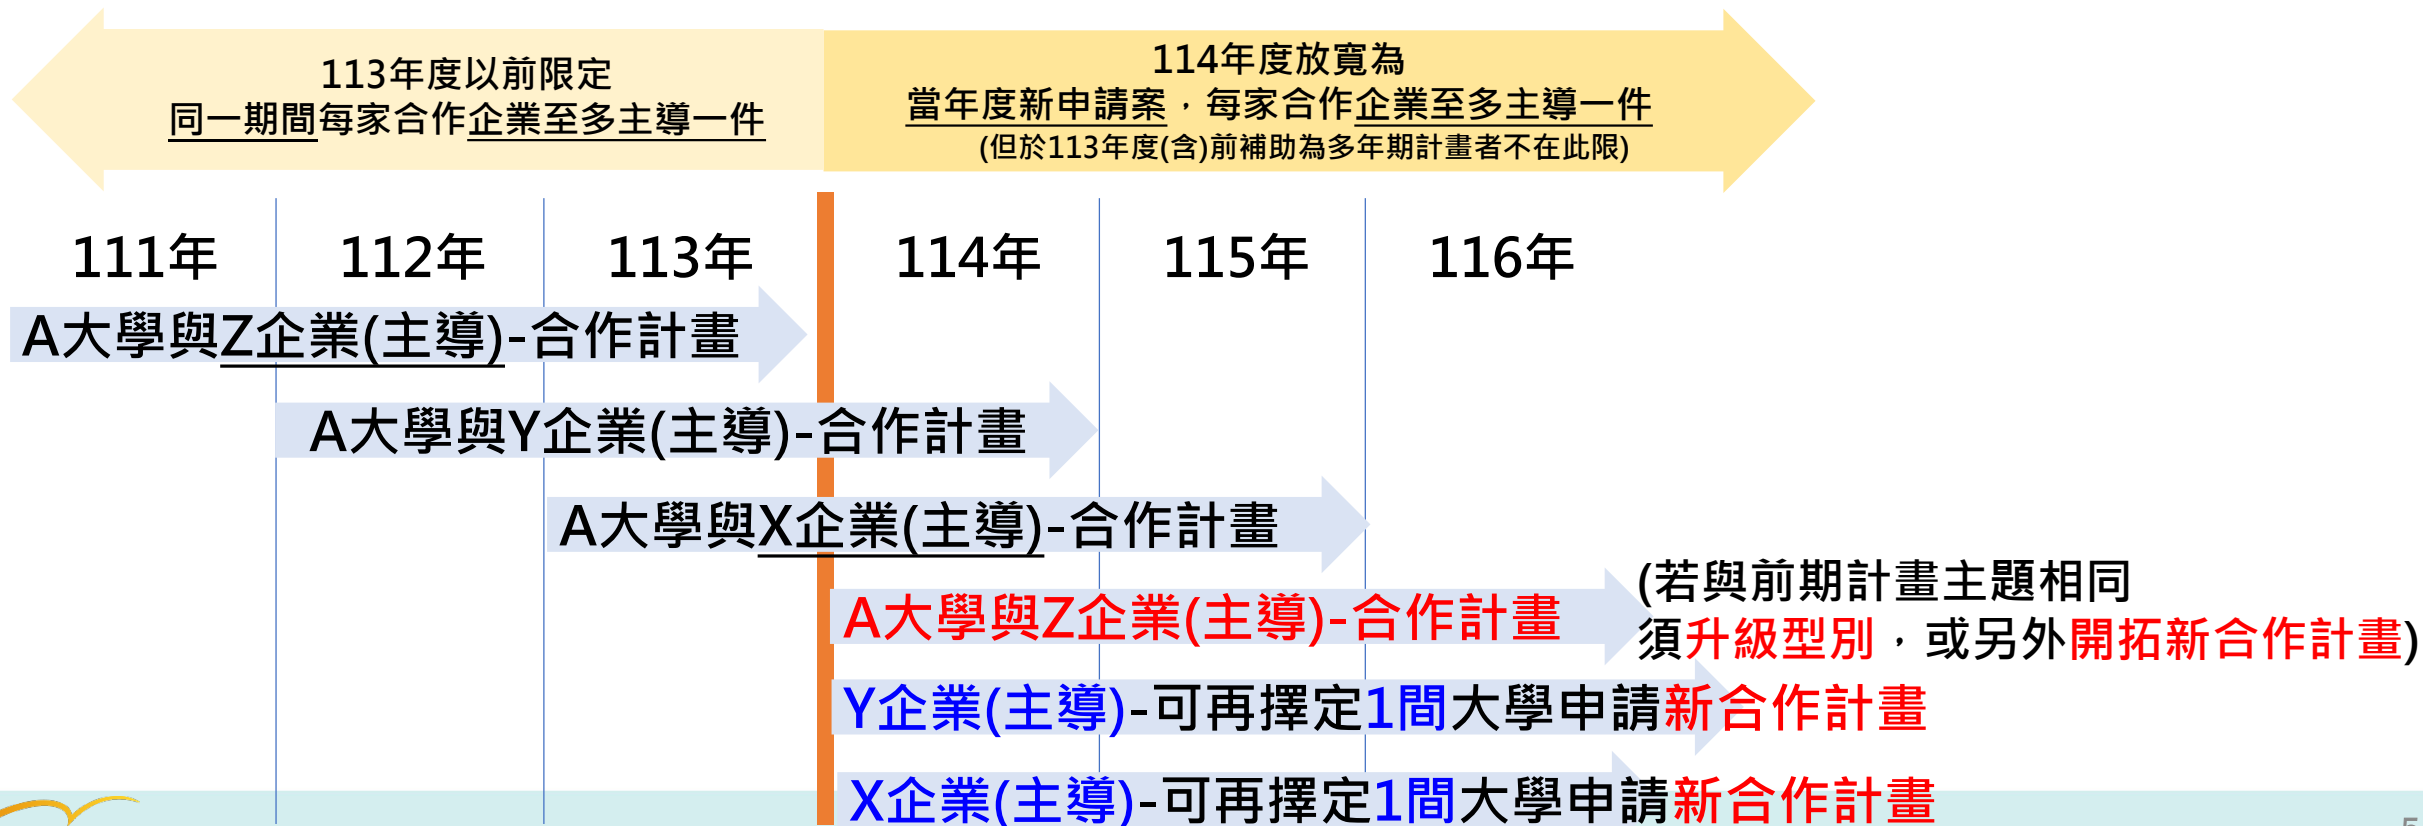 113年度以前限定
同一期間每家合作企業至多主導一件
114年度放寬為
當年度新申請案，每家合作企業至多主導一件
(但於113年度(含)前補助為多年期計畫者不在此限)
111年
112年
113年
114年
115年
116年
A大學與Z企業(主導)-合作計畫
A大學與Y企業(主導)-合作計畫
A大學與X企業(主導)-合作計畫
A大學與Z企業(主導)-合作計畫
(若與前期計畫主題相同
須升級型別，或另外開拓新合作計畫)
Y企業(主導)-可再擇定1間大學申請新合作計畫
X企業(主導)-可再擇定1間大學申請新合作計畫